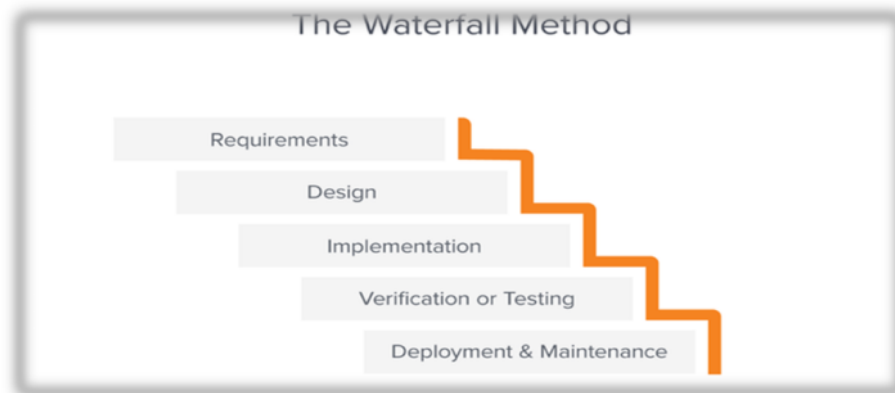 The Waterfall Method
Requirements
Design
Implementation
Verification or Testing
Deployment & Maintenance